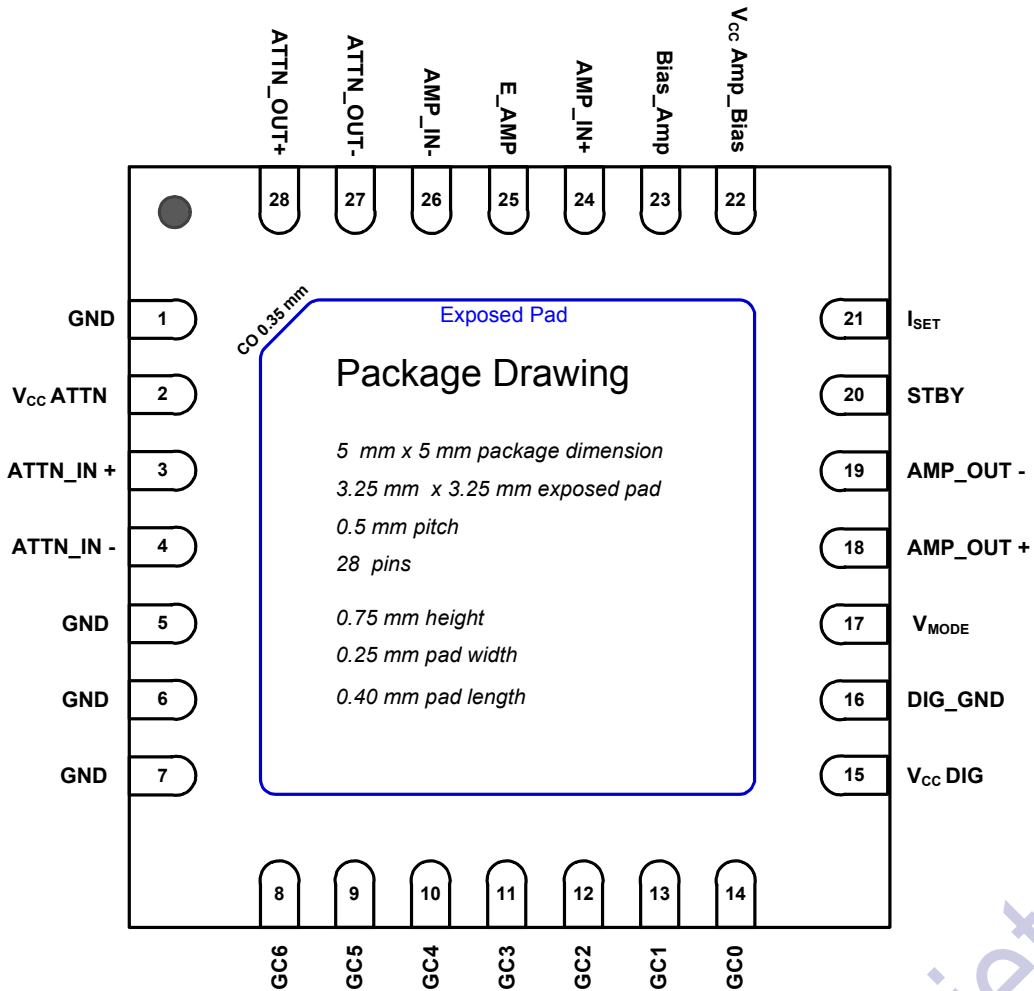 ATTN_OUT+
ATTN_OUT-
AMP_IN-
E_AMP
AMP_IN+
Bias_Amp
VCC Amp_Bias
28
27
26
25
24
23
22
GND
1
VCC ATTN
2
ATTN_IN +
3
ATTN_IN -
4
GND
5
GND
6
GND
7
CO 0.35 mm
Exposed Pad
Package Drawing
5 mm x 5 mm package dimension
3.25 mm x 3.25 mm exposed pad
0.5 mm pitch
28 pins
0.75 mm height
0.25 mm pad width
0.40 mm pad length
21
ISET
20
STBY
19
AMP_OUT -
18
AMP_OUT +
17
VMODE
16
DIG_GND
15
VCC DIG
8
9
10
11
12
13
14
GC6
GC5
GC4
GC3
GC2
GC1
GC0